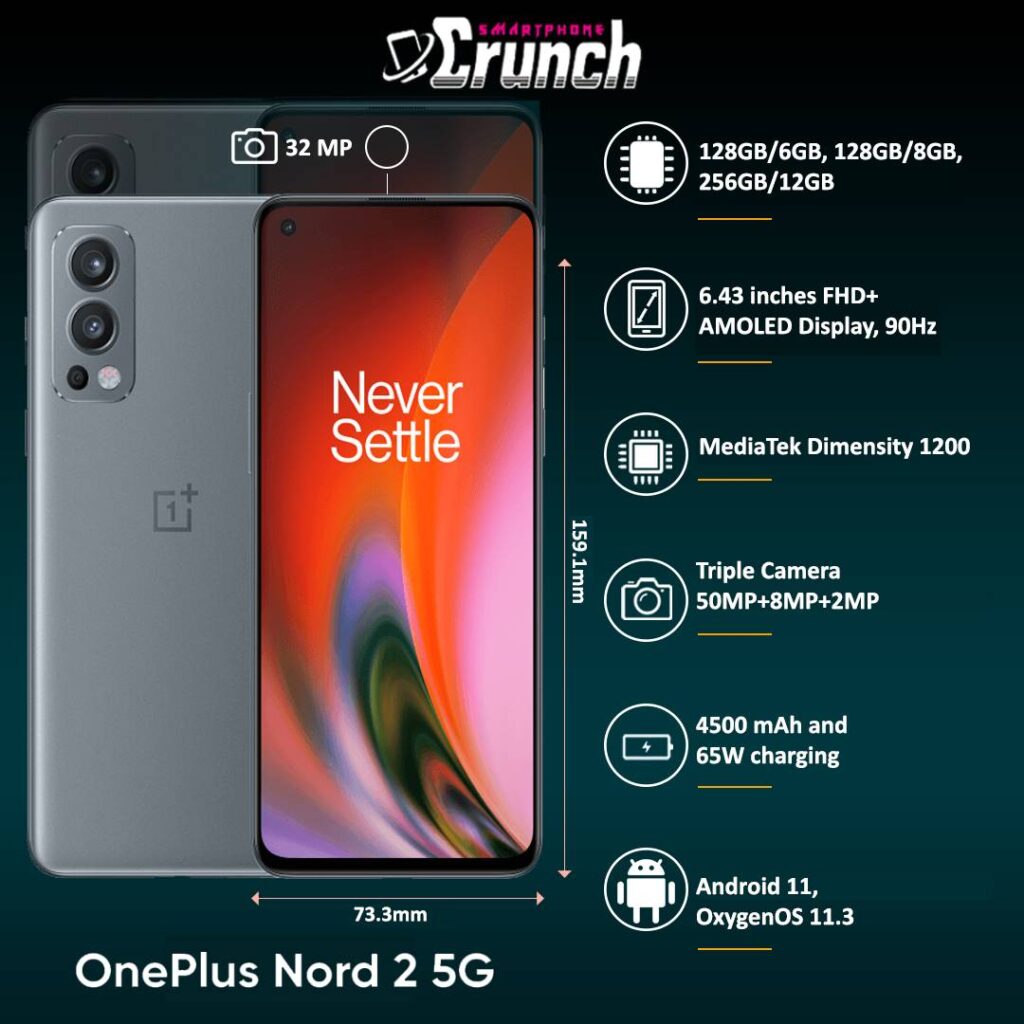 SMARTPHONE
Crunch
32 MP
128GB/6GB, 128GB/8GB,
256GB/12GB
6.43 inches FHD+
AMOLED Display, 90Hz
Never
Settle
MediaTek Dimensity 1200
1+
159.1mm
Triple Camera
50MP+8MP+2MP
4500 mAh and
65W charging
Android 11,
OxygenOS 11.3
73.3mm
OnePlus Nord 2 5G